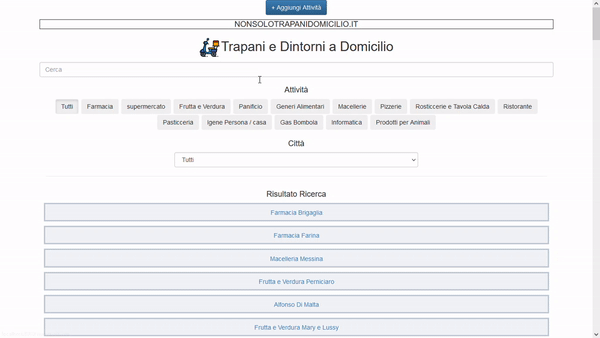 + Aggiungi Attività
NONSOLOTRAPANIDOMICILIO.IT
Trapani e Dintorni a Domicilio
Cerca
Attività
Tutti Farmacia supermercato Frutta e Verdura Panificio Generi Alimentari Macellerie Pizzerie Rosticcerie e Tavola Calda Ristorante
Pasticceria Igene Persona / casa Gas Bombola Informatica Prodotti per Animali
Città
Tutti
Risultato Ricerca
Farmacia Brigaglia
Farmacia Farina
Macelleria Messina
Frutta e Verdura Perniciaro
Alfonso Di Malta
Frutta e Verdura Mary e Lussy